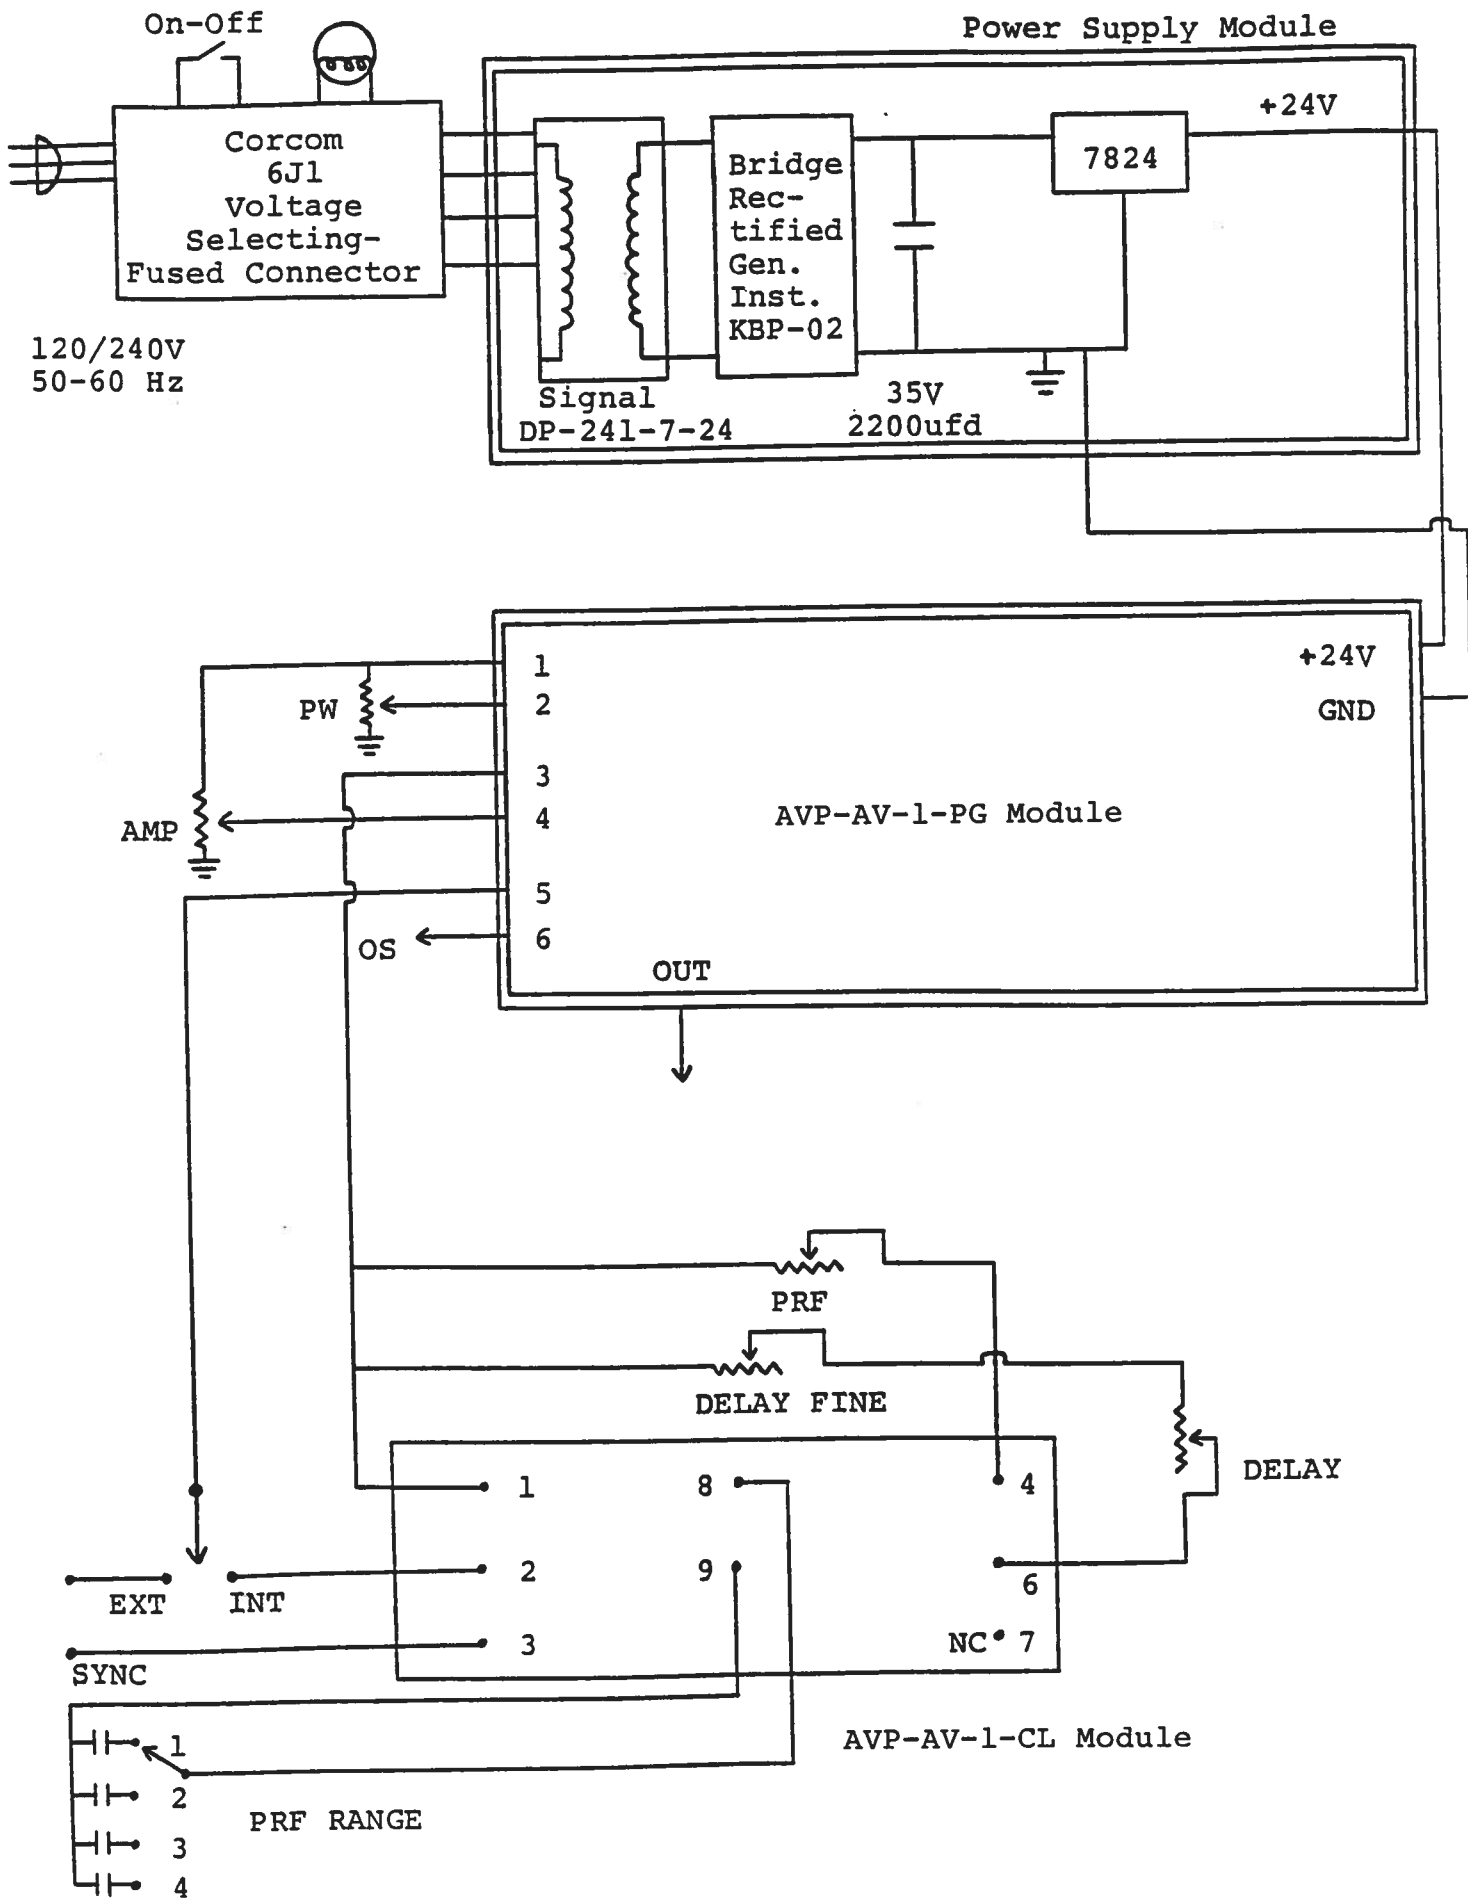 On-Off
Power Supply Module
Corcom
6J1
Voltage
Selecting-
Fused Connector
120/240V
50-60 Hz
Signal
DP-241-7-24
Bridge
Rec-
tified
Gen.
Inst.
KBP-02
35V
2200ufd
7824
+24V
1
2
3
4
5
6
PW
AMP
OS
OUT
AVP-AV-1-PG Module
+24V
GND
PRF
DELAY FINE
DELAY
1
2
3
8
9
4
6
NC 7
EXT
INT
SYNC
AVP-AV-1-CL Module
1
2
3
4
PRF RANGE